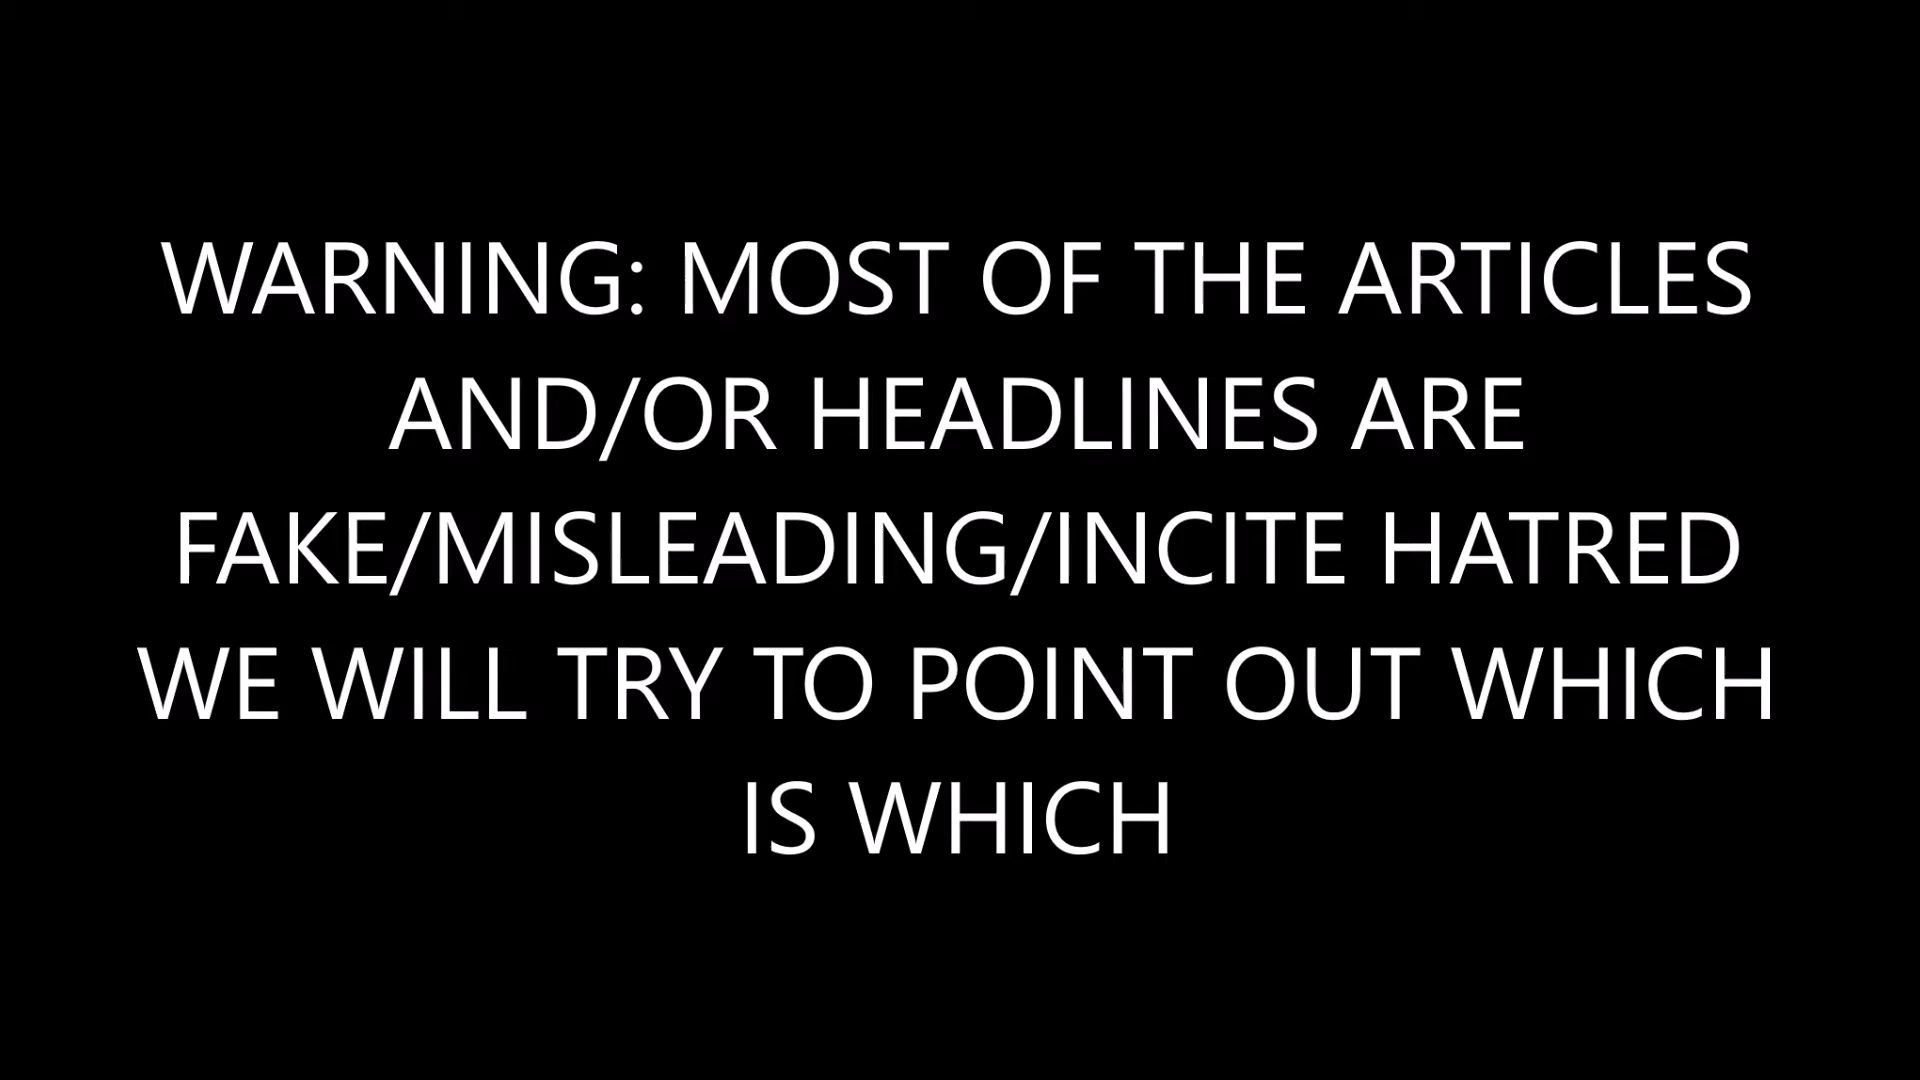 WARNING: MOST OF THE ARTICLES
AND/OR HEADLINES ARE
FAKE/MISLEADING/INCITE HATRED
WE WILL TRY TO POINT OUT WHICH
IS WHICH